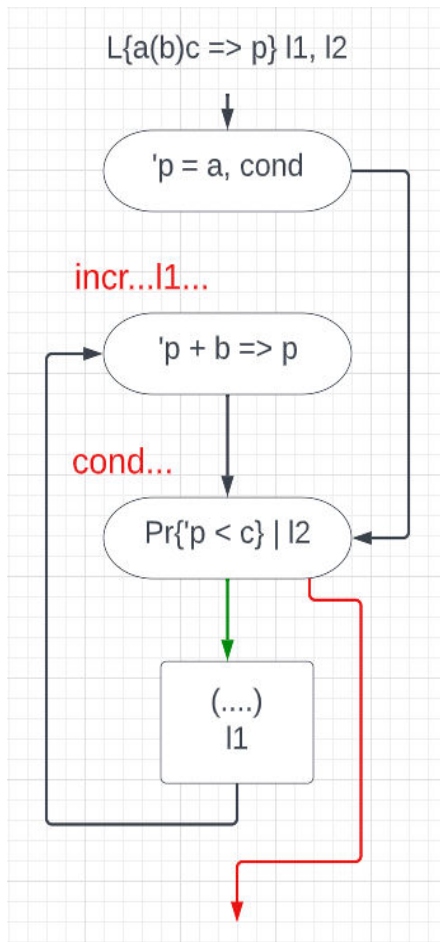 L{a(b)c => p} l1, l2
'p = a, cond
incr...l1...
'p + b => p
cond...
Pr{'p < c} | l2
(....)
l1